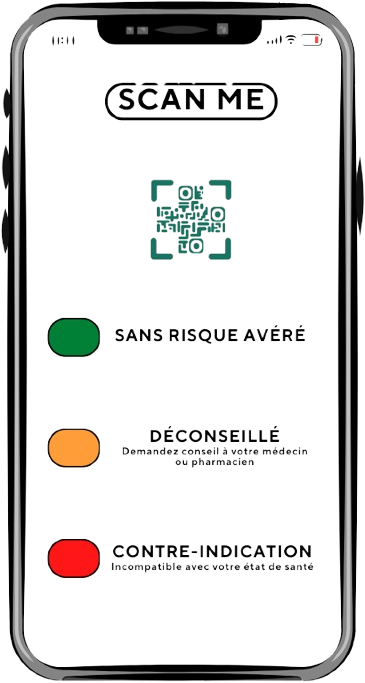 11:11
SCAN ME
SANS RISQUE AVÉRÉ
DÉCONSEILLÉ
Demandez conseil à votre médecin
ou pharmacien
CONTRE-INDICATION
Incompatible avec votre état de santé